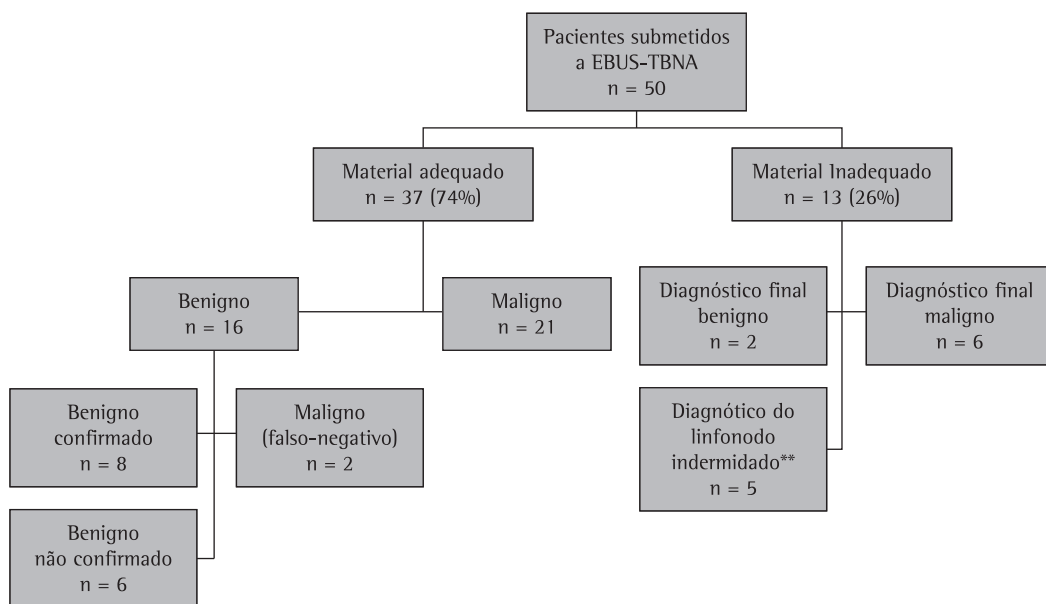 Pacientes submetidos
a EBUS-TBNA
n = 50
Material adequado
n = 37 (74%)
Material Inadequado
n = 13 (26%)
Benigno
n = 16
Maligno
n = 21
Diagnóstico final
benigno
n = 2
Diagnóstico final
maligno
n = 6
Benigno
confirmado
n = 8
Maligno
(falso-negativo)
n = 2
Diagnótico do
linfonodo
indermidado**
n = 5
Benigno
não confirmado
n = 6